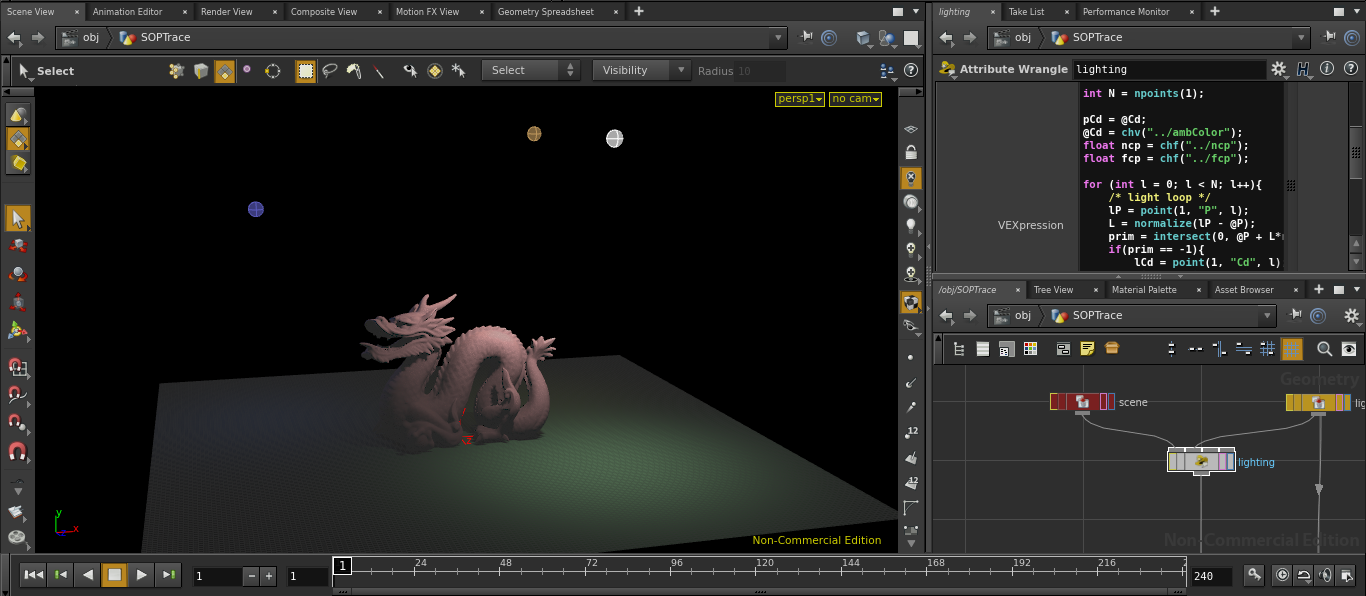 Scene View
Animation Editor
Render View
Composite View
Motion FX View
Geometry Spreadsheet
obj
SOPTrace
Select
Select
Visibility
Radius 10
persp1
no cam
12
12
y
x
Non-Commercial Edition
lighting
Take List
Performance Monitor
obj
SOPTrace
Attribute Wrangle
lighting
VEXpression
int N = npoints(1);
pCd = @Cd;
@Cd = chv("../ambColor");
float ncp = chf("../ncp");
float fcp = chf("../fcp");
for (int l = 0; l < N; l++){
/* light loop */
lP = point(1, "P", l);
L = normalize(lP - @P);
prim = intersect(0, @P + L*
if(prim == -1){
lCd = point(1, "Cd", l)
/obj/SOPTrace
Tree View
Material Palette
Asset Browser
obj
SOPTrace
Geometry
scene
lig
lighting
Non-Commercial Edition
1
24
48
72
96
120
144
168
192
216
2
1
1
240